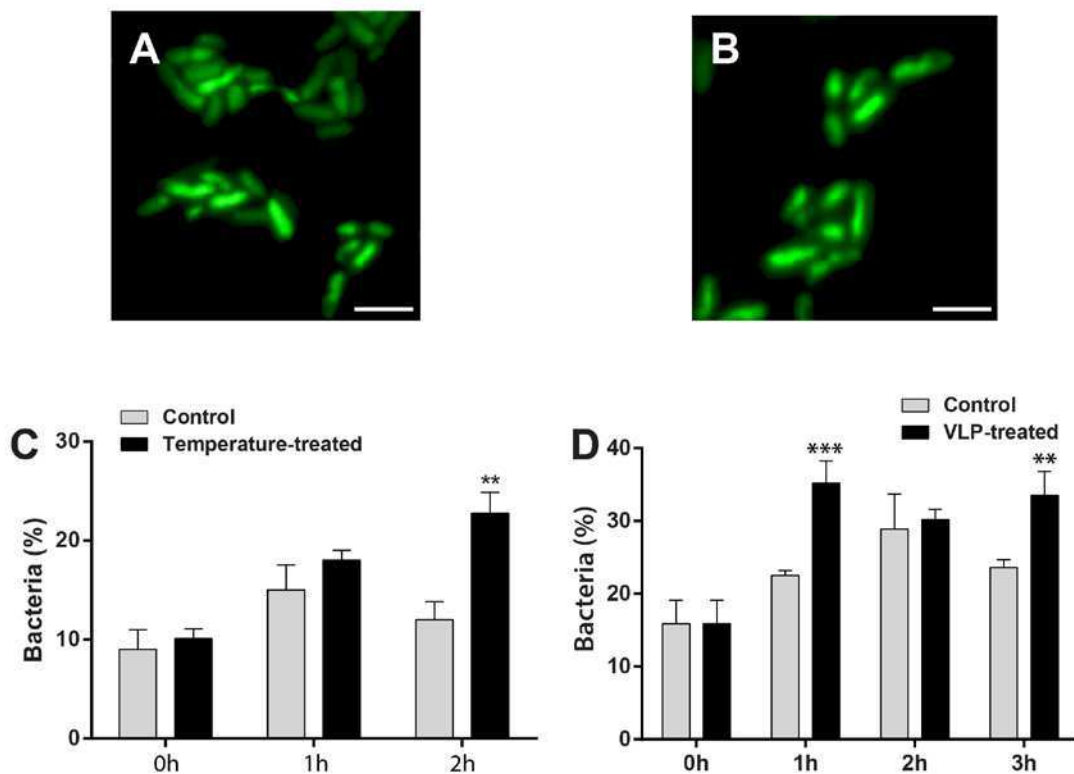 A
B
C
Control
Temperature-treated
30
20
10
0
Bacteria (%)
**
0h
1h
2h
D
Control
VLP-treated
40
30
20
10
0
Bacteria (%)
***
**
0h
1h
2h
3h